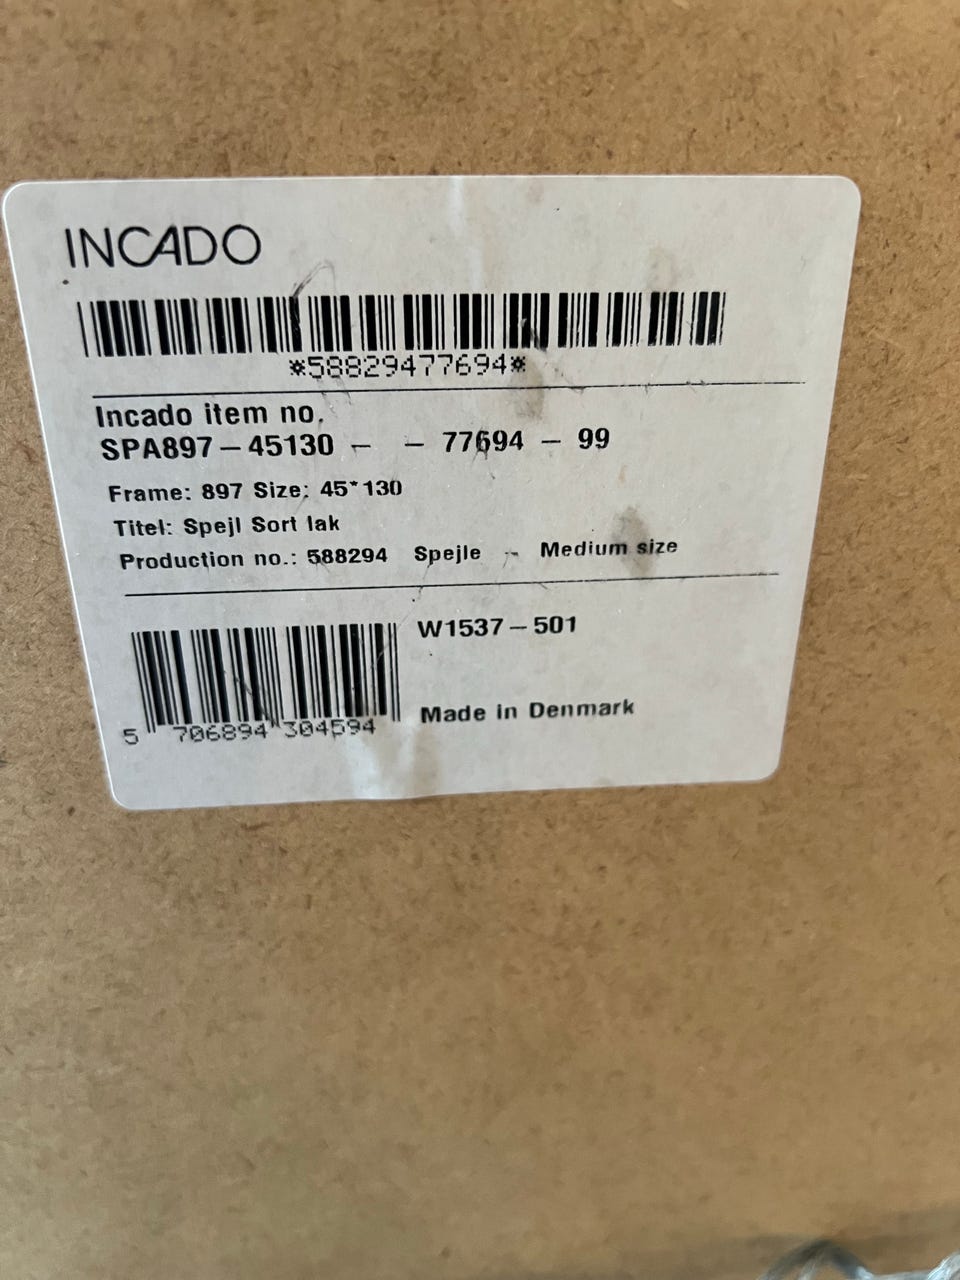 INCADO
*58829477694*
Incado item no.
SPA897-45130 - - 77694 - 99
Frame: 897 Size: 45*130
Titel: Spejl Sort lak
Production no.: 588294 Spejle - Medium size
W1537-501
Made in Denmark
5 706894 304594